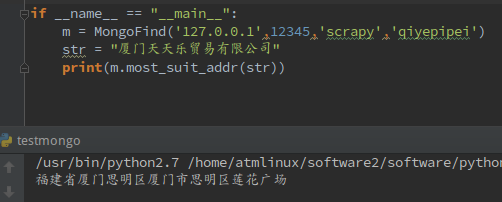 if __name__ == "__main__":
m = MongoFind('127.0.0.1',12345,'scrapy','qiyepipei')
str = "厦门天天乐贸易有限公司"
print(m.most_suit_addr(str))
testmongo
/usr/bin/python2.7 /home/atmlinux/software2/software/python
福建省厦门思明区厦门市思明区莲花广场